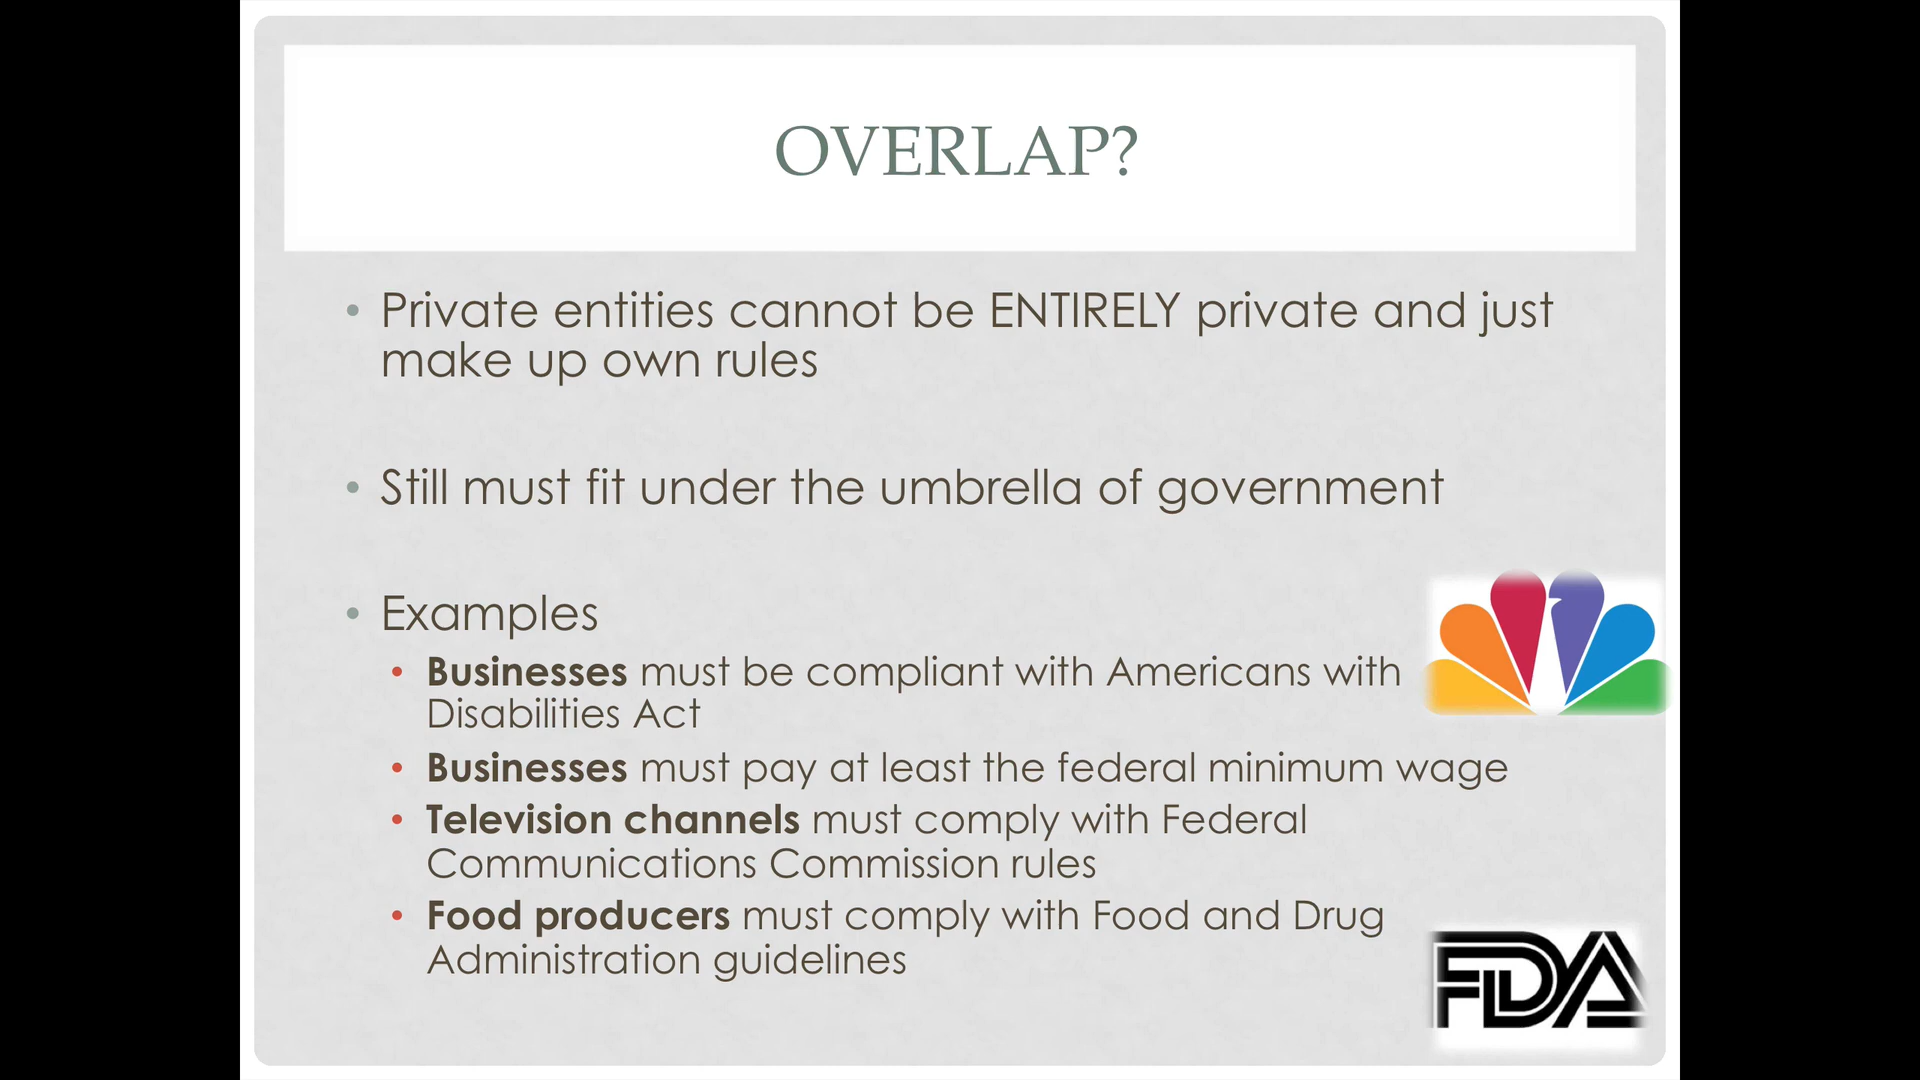 OVERLAP?
• Private entities cannot be ENTIRELY private and just
make up own rules
• Still must fit under the umbrella of government
• Examples
• Businesses must be compliant with Americans with
Disabilities Act
• Businesses must pay at least the federal minimum wage
• Television channels must comply with Federal
Communications Commission rules
• Food producers must comply with Food and Drug
Administration guidelines
FDA